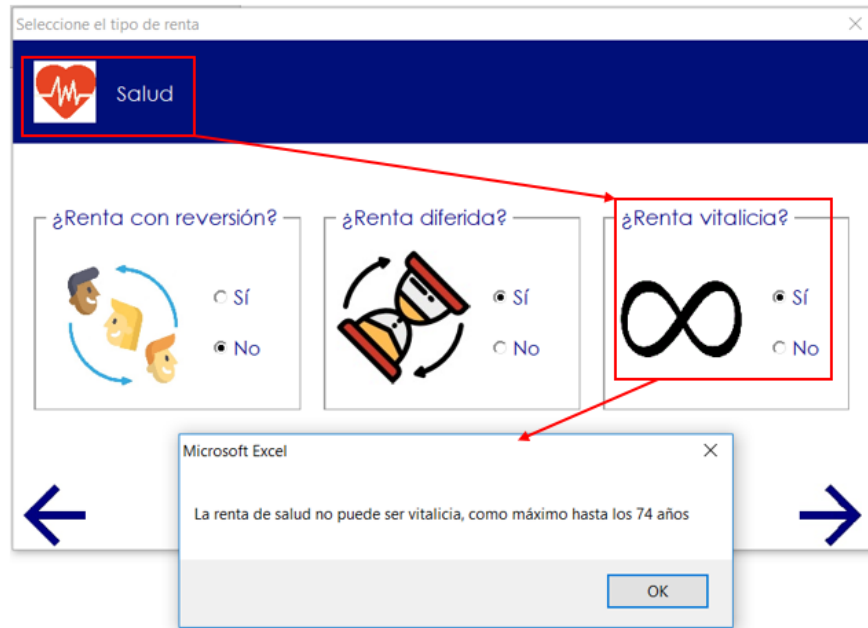 Seleccione el tipo de renta
Salud
¿Renta con reversión?
¿Renta diferida?
¿Renta vitalicia?
Sí
No
Sí
No
Sí
No
Microsoft Excel
La renta de salud no puede ser vitalicia, como máximo hasta los 74 años
OK